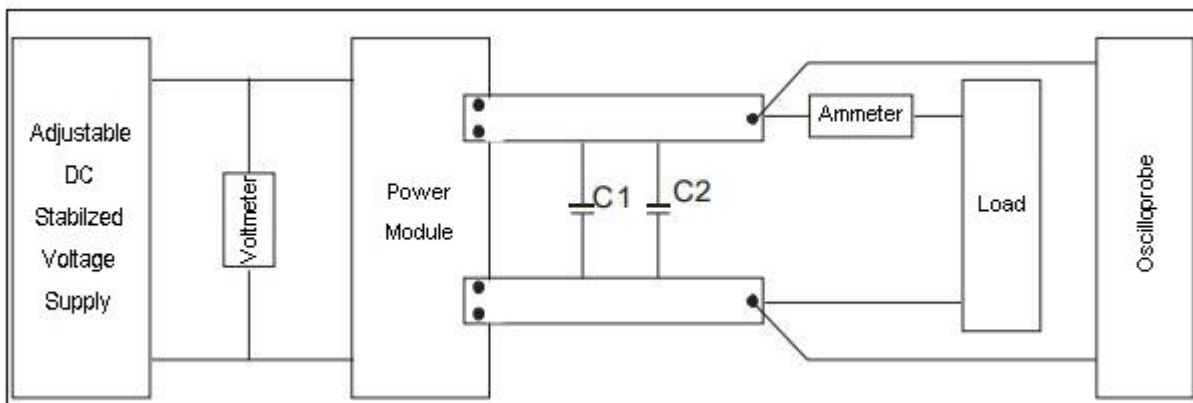 Adjustable
DC
Stabilzed
Voltage
Supply
Voltmeter
Power
Module
C1
C2
Ammeter
Load
Oscilloprobe